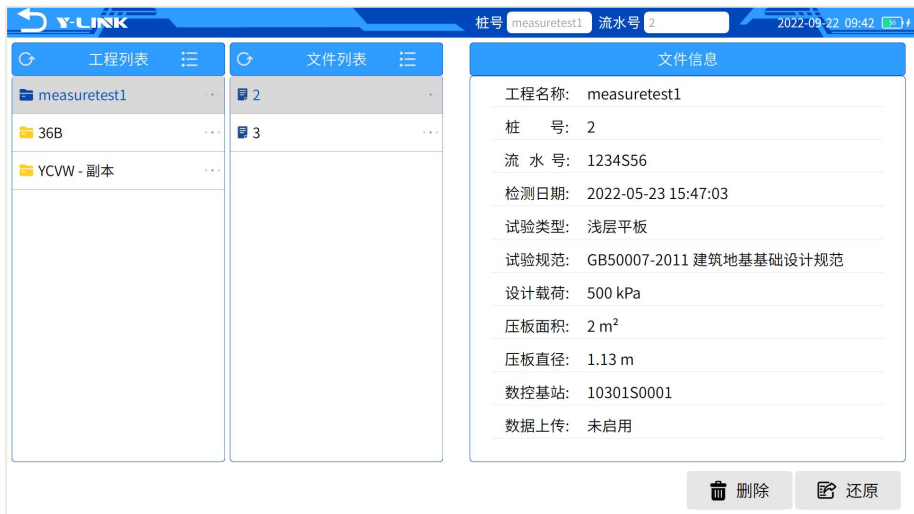 Y-LINK 桩号 measuretest1 流水号 2 2022-09-22 09:42
工程列表
measuretest1
36B
YCVW - 副本
文件列表
2
3
文件信息
工程名称: measuretest1
桩 号: 2
流 水 号: 1234S56
检测日期: 2022-05-23 15:47:03
试验类型: 浅层平板
试验规范: GB50007-2011 建筑地基基础设计规范
设计载荷: 500 kPa
压板面积: 2 m²
压板直径: 1.13 m
数控基站: 10301S0001
数据上传: 未启用
删除 还原